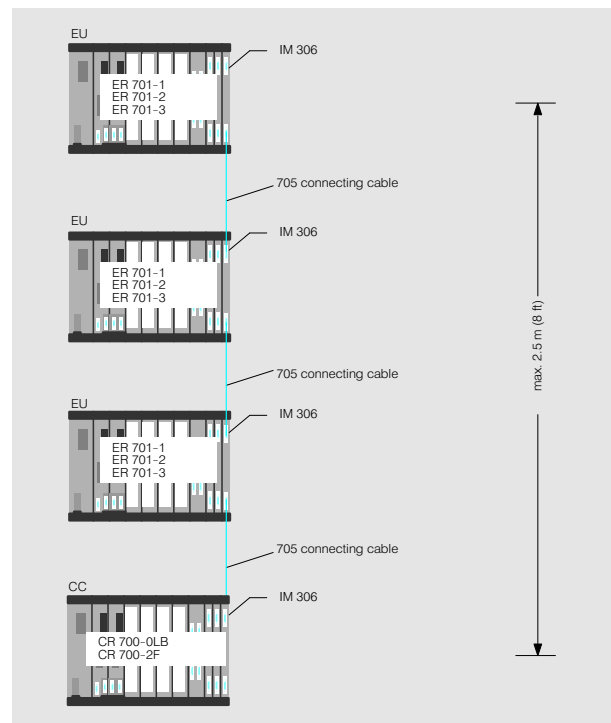 EU
IM 306
ER 701-1
ER 701-2
ER 701-3
705 connecting cable
EU
IM 306
ER 701-1
ER 701-2
ER 701-3
max. 2.5 m (8 ft)
705 connecting cable
EU
IM 306
ER 701-1
ER 701-2
ER 701-3
705 connecting cable
CC
IM 306
CR 700-0LB
CR 700-2F